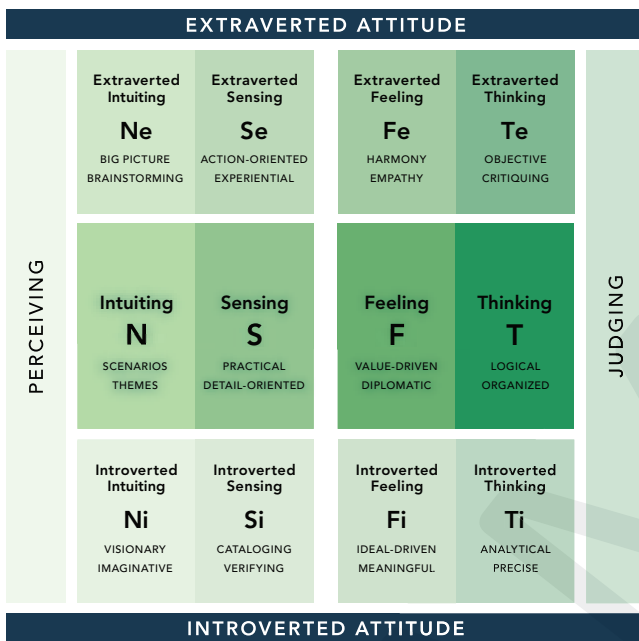 EXTRAVERTED ATTITUDE
PERCEIVING
Extraverted
Intuiting
Ne
BIG PICTURE
BRAINSTORMING
Extraverted
Sensing
Se
ACTION-ORIENTED
EXPERIENTIAL
Extraverted
Feeling
Fe
HARMONY
EMPATHY
Extraverted
Thinking
Te
OBJECTIVE
CRITIQUING
Intuiting
N
SCENARIOS
THEMES
Sensing
S
PRACTICAL
DETAIL-ORIENTED
Feeling
F
VALUE-DRIVEN
DIPLOMATIC
Thinking
T
LOGICAL
ORGANIZED
Introverted
Intuiting
Ni
VISIONARY
IMAGINATIVE
Introverted
Sensing
Si
CATALOGING
VERIFYING
Introverted
Feeling
Fi
IDEAL-DRIVEN
MEANINGFUL
Introverted
Thinking
Ti
ANALYTICAL
PRECISE
JUDGING
INTROVERTED ATTITUDE